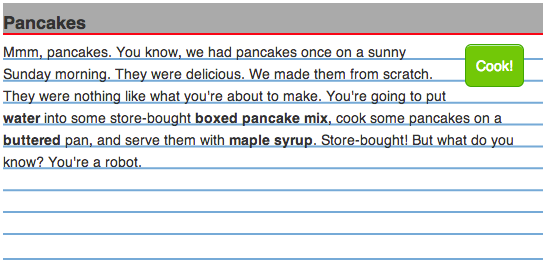 Pancakes
Mmm, pancakes. You know, we had pancakes once on a sunny
Cook!
Sunday morning. They were delicious. We made them from scratch.
They were nothing like what you're about to make. You're going to put
water into some store-bought boxed pancake mix, cook some pancakes on a
buttered pan, and serve them with maple syrup. Store-bought! But what do you
know? You're a robot.